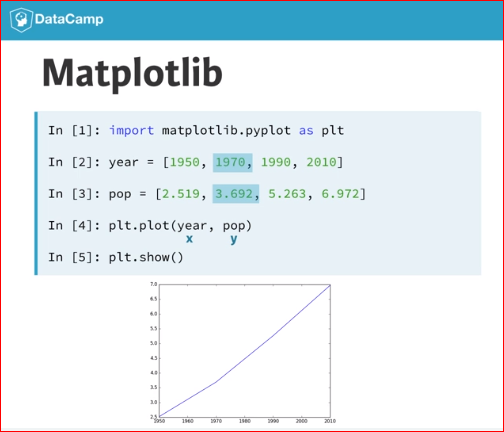 DataCamp
Matplotlib
In [1]: import matplotlib.pyplot as plt
In [2]: year = [1950, 1970, 1990, 2010]
In [3]: pop = [2.519, 3.692, 5.263, 6.972]
In [4]: plt.plot(year, pop)
x y
In [5]: plt.show()
7.0
6.5
6.0
5.5
5.0
4.5
4.0
3.5
3.0
2.5
1950 1960 1970 1980 1990 2000 2010